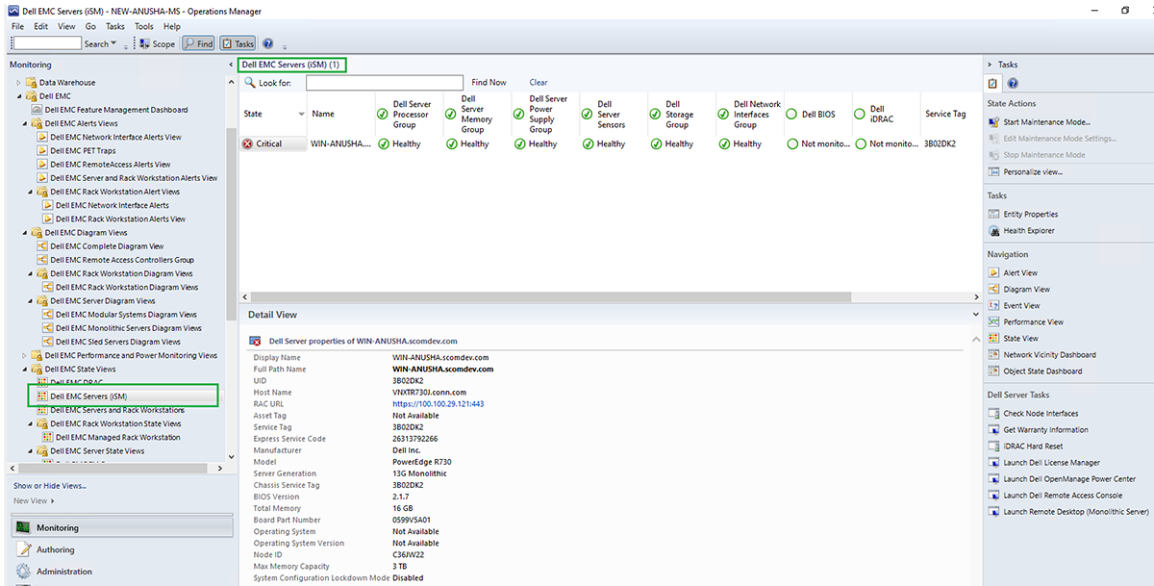 Dell EMC Servers (iSM) - NEW-ANUSHA-MS - Operations Manager
File Edit View Go Tasks Tools Help
Search Scope Find Tasks
Monitoring
Data Warehouse
Dell EMC
Dell EMC Feature Management Dashboard
Dell EMC Alerts Views
Dell EMC Network Interface Alerts View
Dell EMC PET Traps
Dell EMC RemoteAccess Alerts View
Dell EMC Server and Rack Workstation Alerts View
Dell EMC Rack Workstation Alert Views
Dell EMC Network Interface Alerts
Dell EMC Rack Workstation Alerts View
Dell EMC Diagram Views
Dell EMC Complete Diagram View
Dell EMC Remote Access Controllers Group
Dell EMC Rack Workstation Diagram Views
Dell EMC Rack Workstation Diagram Views
Dell EMC Server Diagram Views
Dell EMC Modular Systems Diagram Views
Dell EMC Monolithic Servers Diagram Views
Dell EMC Sled Servers Diagram Views
Dell EMC Performance and Power Monitoring Views
Dell EMC State Views
Dell EMC DRAC
Dell EMC Servers (iSM)
Dell EMC Servers and Rack Workstations
Dell EMC Rack Workstation State Views
Dell EMC Managed Rack Workstation
Dell EMC Server State Views
Show or Hide Views...
New View
Monitoring
Authoring
Administration
Dell EMC Servers (iSM) (1)
Look for: Find Now Clear
State Name Dell Server Processor Group Dell Server Memory Group Dell Server Power Supply Group Dell Server Sensors Dell Storage Group Dell Network Interfaces Group Dell BIOS Dell iDRAC Service Tag
Critical WIN-ANUSHA.... Healthy Healthy Healthy Healthy Healthy Healthy Not monito... Not monito... 3B02DK2
Detail View
Dell Server properties of WIN-ANUSHA.scomdev.com
Display Name WIN-ANUSHA.scomdev.com
Full Path Name WIN-ANUSHA.scomdev.com
UID 3B02DK2
Host Name VNXTR730J.conn.com
RAC URL https://100.100.29.121:443
Asset Tag Not Available
Service Tag 3B02DK2
Express Service Code 26313792266
Manufacturer Dell Inc.
Model PowerEdge R730
Server Generation 13G Monolithic
Chassis Service Tag 3B02DK2
BIOS Version 2.1.7
Total Memory 16 GB
Board Part Number 0599V5A01
Operating System Not Available
Operating System Version Not Available
Node ID C36JW22
Max Memory Capacity 3 TB
System Configuration Lockdown Mode Disabled
Tasks
State Actions
Start Maintenance Mode...
Edit Maintenance Mode Settings...
Stop Maintenance Mode
Personalize view...
Tasks
Entity Properties
Health Explorer
Navigation
Alert View
Diagram View
Event View
Performance View
State View
Network Vicinity Dashboard
Object State Dashboard
Dell Server Tasks
Check Node Interfaces
Get Warranty Information
iDRAC Hard Reset
Launch Dell License Manager
Launch Dell OpenManage Power Center
Launch Dell Remote Access Console
Launch Remote Desktop (Monolithic Server)